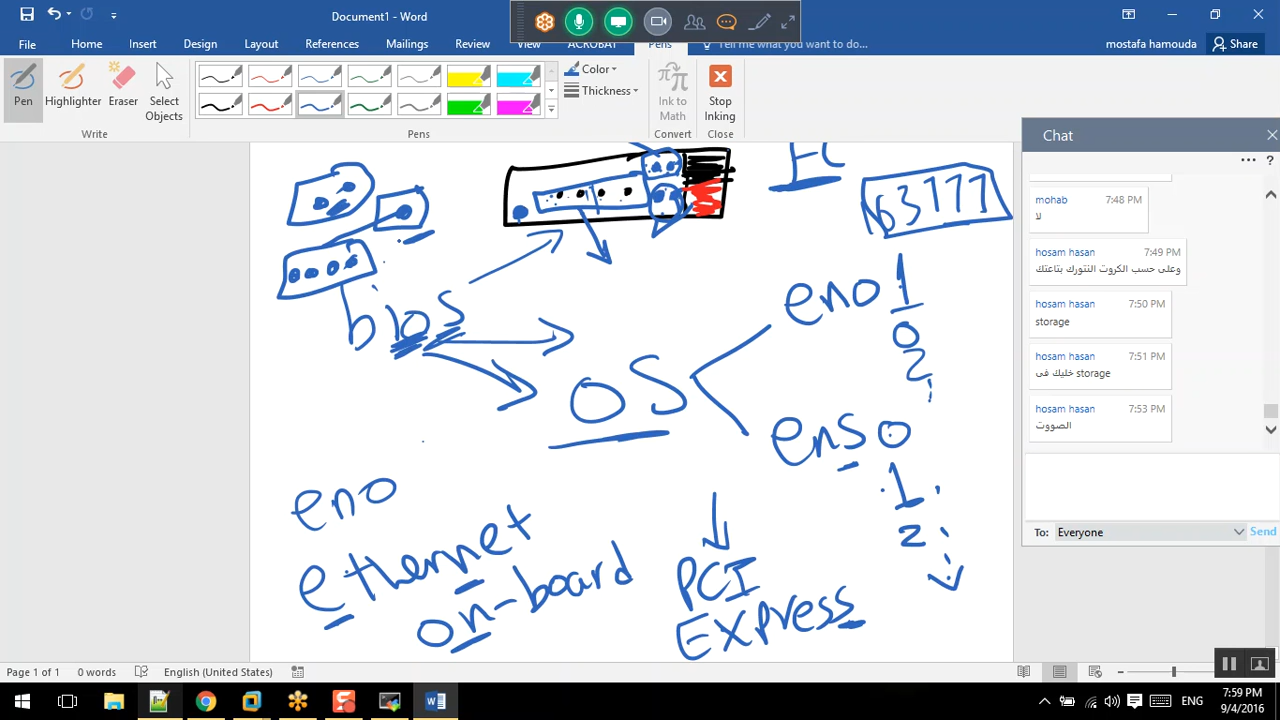 Document1 - Word
mostafa hamouda
Share
File
Home
Insert
Design
Layout
References
Mailings
Review
View
ACROBAT
Pens
Tell me what you want to do...
Pen
Highlighter
Eraser
Select Objects
Color
Thickness
Ink to Math
Stop Inking
Write
Pens
Convert
Close
63777
bios
OS
eno 1
0
2
ens 0
1
2
eno
ethernet
on-board
PCI
EXPress
Chat
mohab 7:48 PM
لا
hosam hasan 7:49 PM
وعلى حسب الكروت النتورك بتاعتك
hosam hasan 7:50 PM
storage
hosam hasan 7:51 PM
خليك فى storage
hosam hasan 7:53 PM
الصووت
To: Everyone
Send
Page 1 of 1
0 words
English (United States)
ENG
7:59 PM
9/4/2016